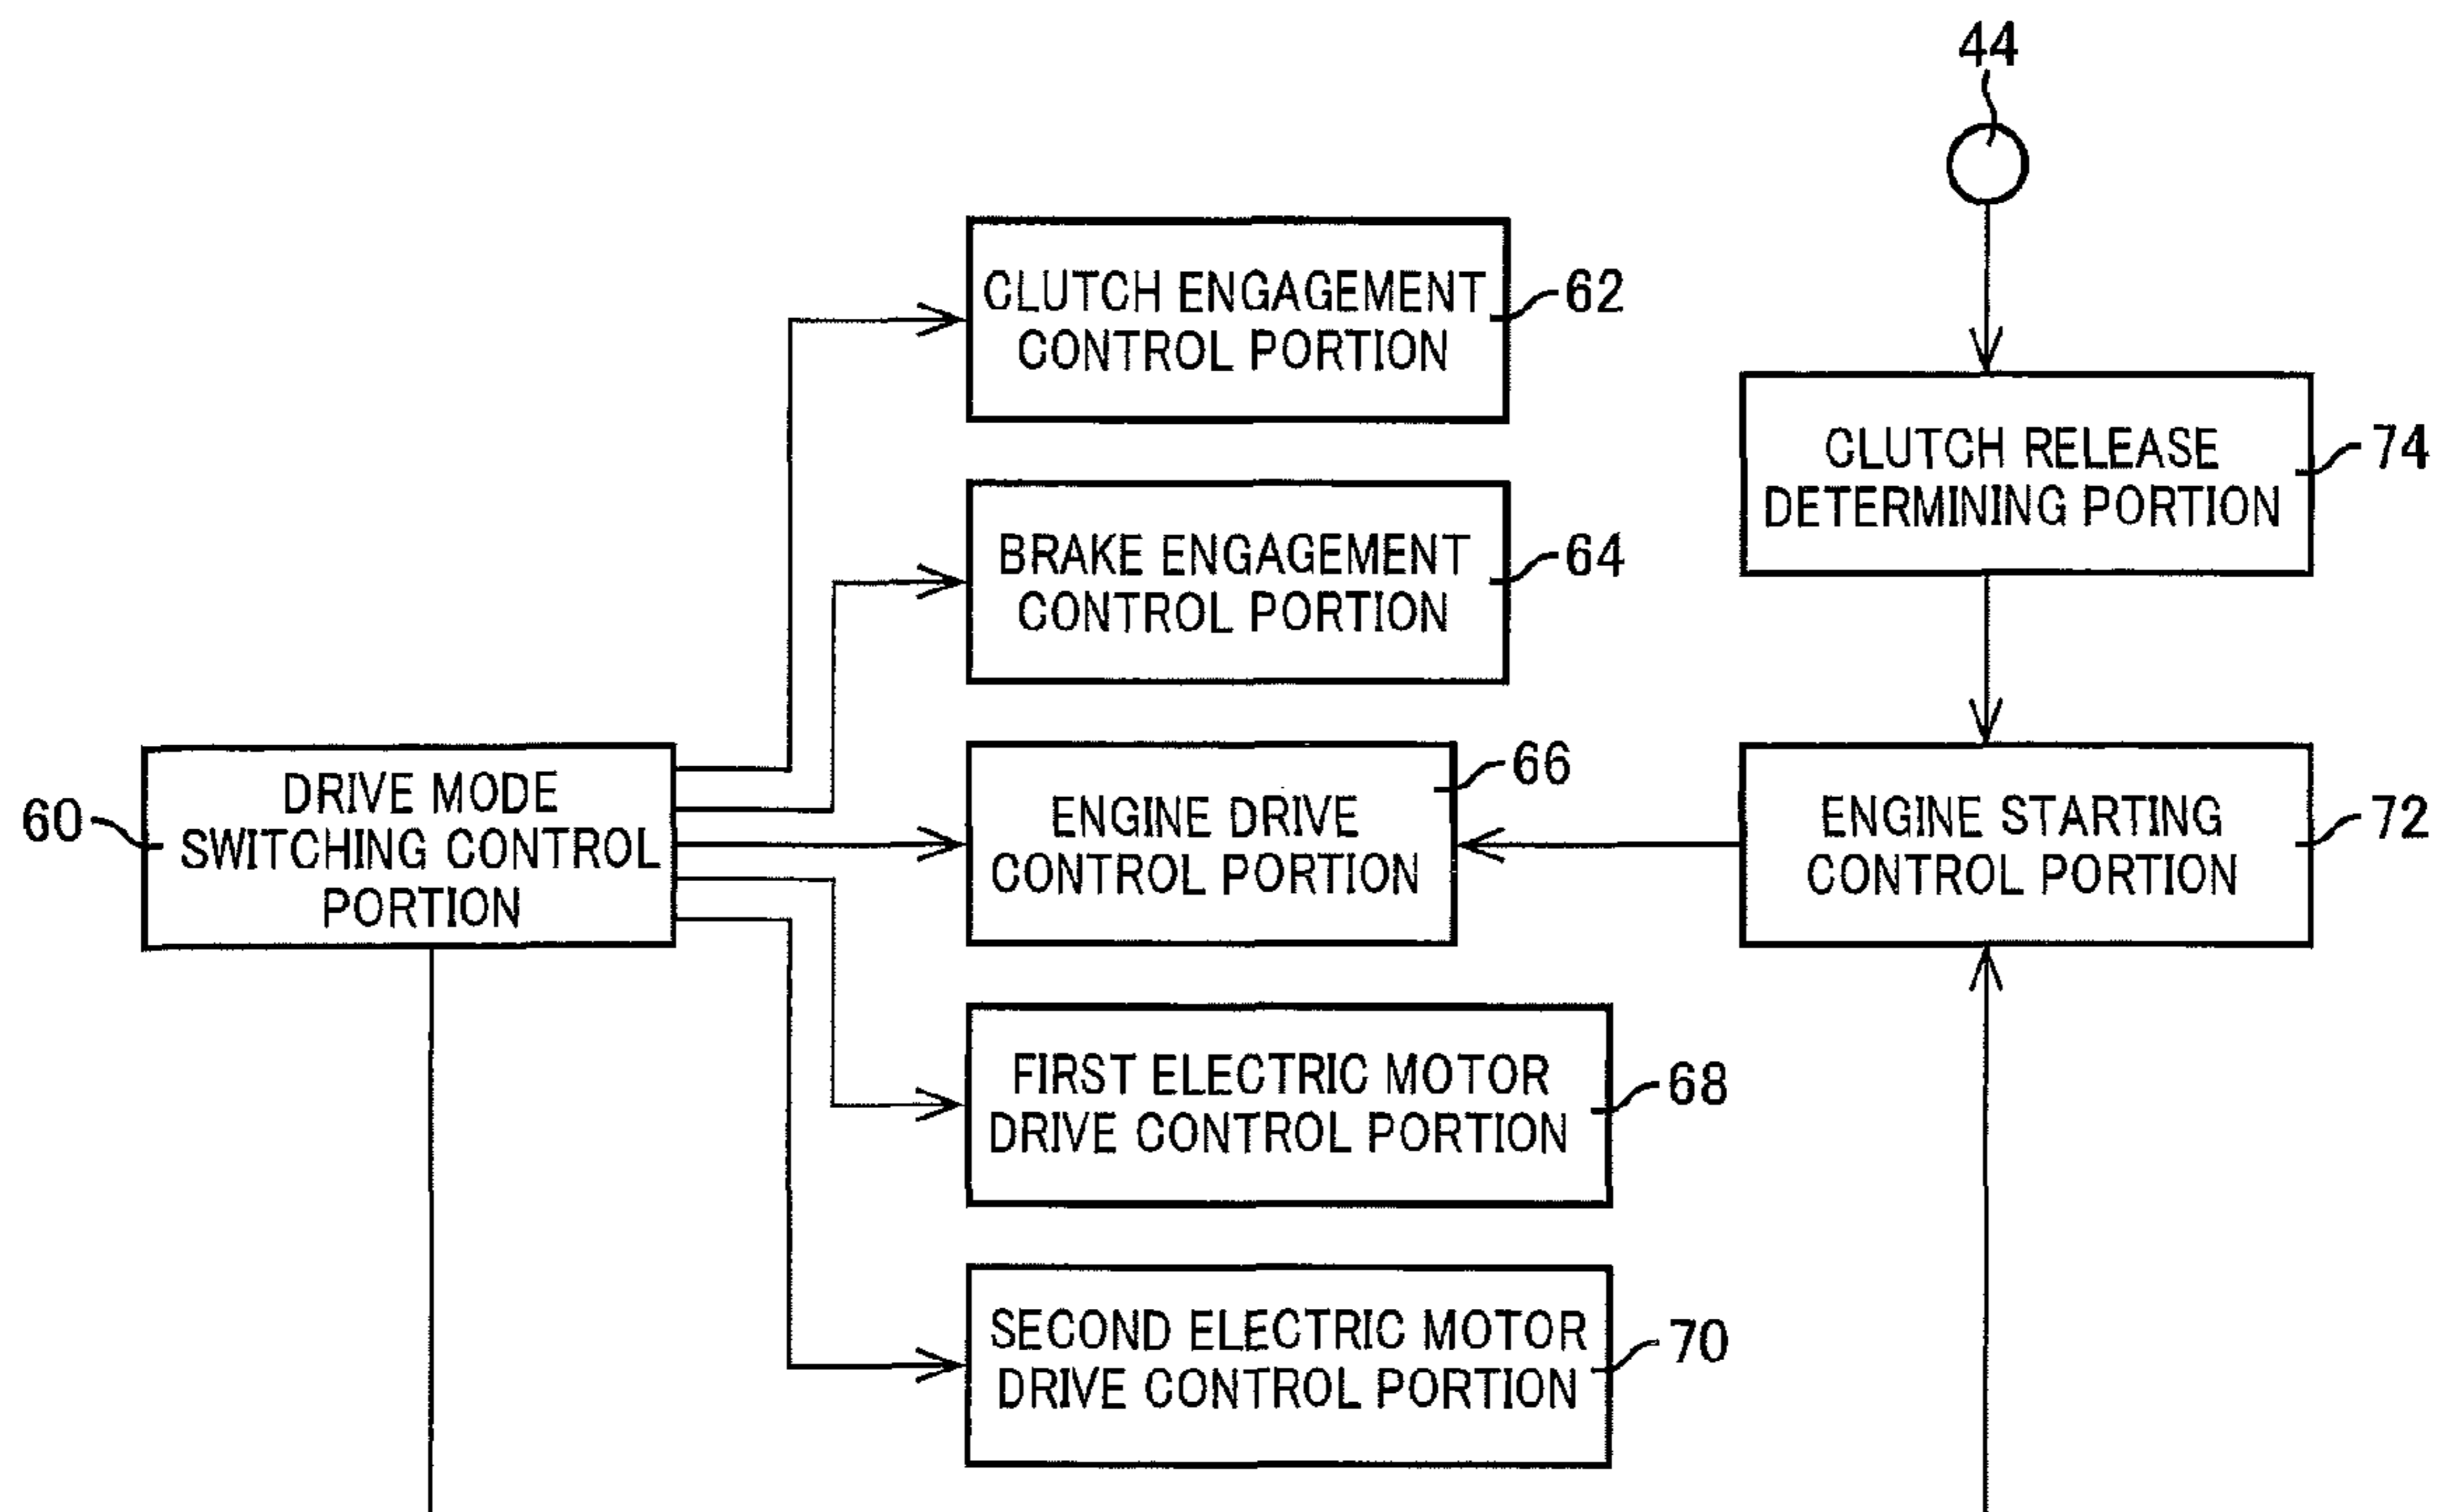 44
CLUTCH ENGAGEMENT
CONTROL PORTION
62
CLUTCH RELEASE
DETERMINING PORTION
74
BRAKE ENGAGEMENT
CONTROL PORTION
64
60
DRIVE MODE
SWITCHING CONTROL
PORTION
ENGINE DRIVE
CONTROL PORTION
66
ENGINE STARTING
CONTROL PORTION
72
FIRST ELECTRIC MOTOR
DRIVE CONTROL PORTION
68
SECOND ELECTRIC MOTOR
DRIVE CONTROL PORTION
70